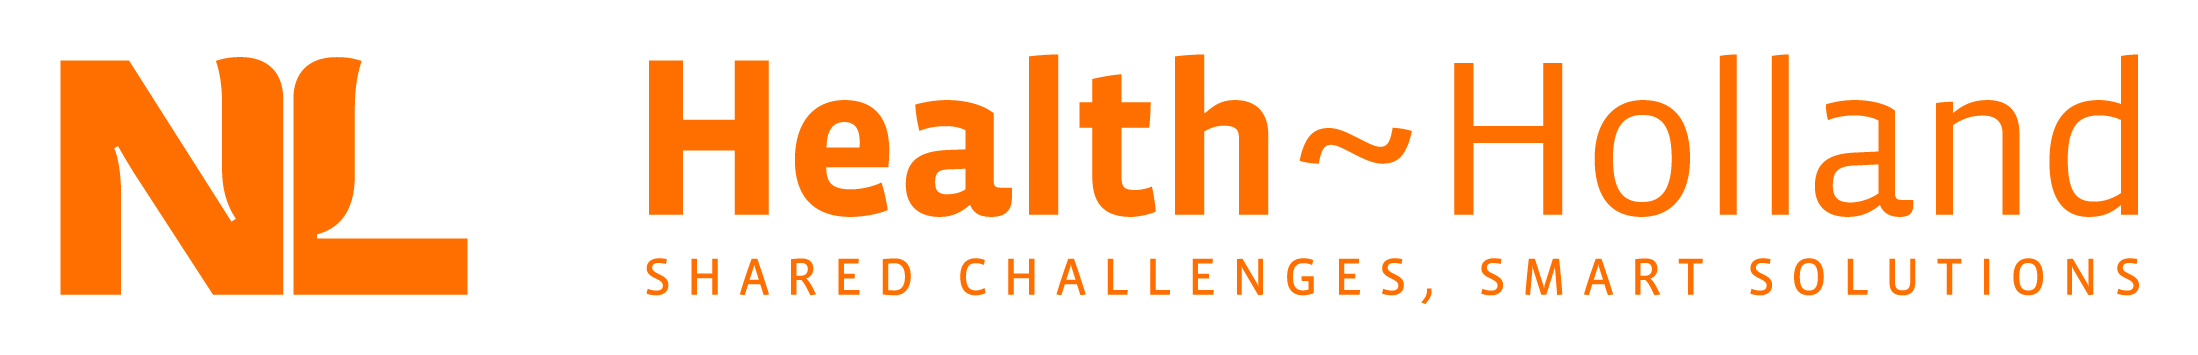 NL
Health~Holland
SHARED CHALLENGES, SMART SOLUTIONS